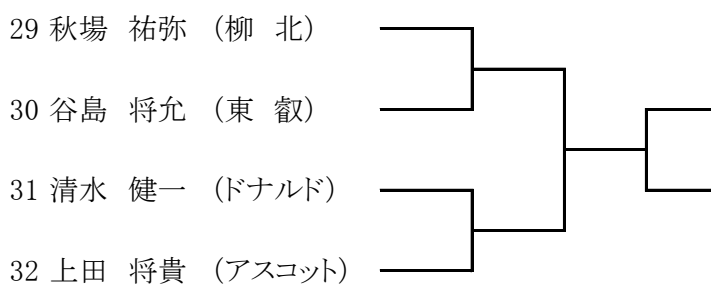 29 秋場　祐弥　（柳　北）
30 谷島　将允　（東　叡）
31 清水　健一　（ドナルド）
32 上田　将貴　（アスコット）